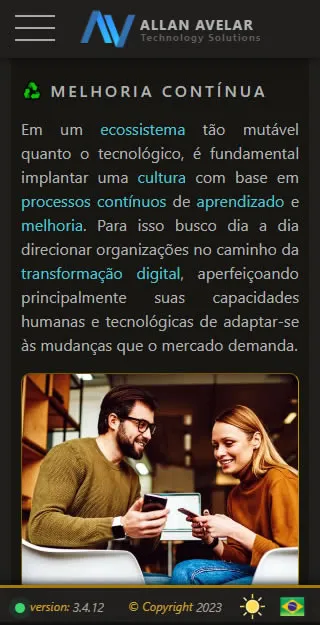 ALLAN AVELAR
Technology Solutions
MELHORIA CONTÍNUA
Em um ecossistema tão mutável
quanto o tecnológico, é fundamental
implantar uma cultura com base em
processos contínuos de aprendizado e
melhoria. Para isso busco dia a dia
direcionar organizações no caminho da
transformação digital, aperfeiçoando
principalmente suas capacidades
humanas e tecnológicas de adaptar-se
às mudanças que o mercado demanda.
version: 3.4.12 © Copyright 2023